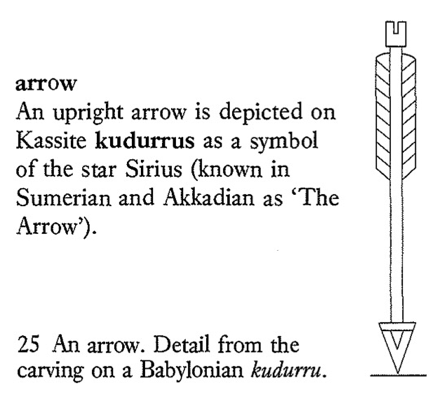 arrow
An upright arrow is depicted on
Kassite kudurrus as a symbol
of the star Sirius (known in
Sumerian and Akkadian as ‘The
Arrow’).
25 An arrow. Detail from the
carving on a Babylonian kudurru.